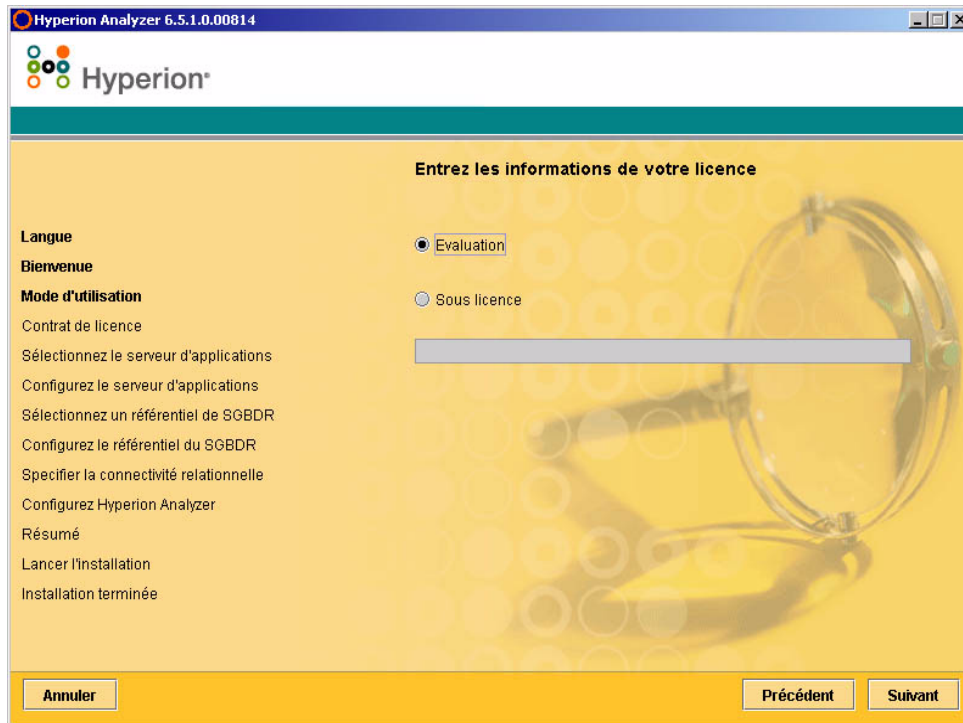 Hyperion Analyzer 6.5.1.0.00814
Hyperion
Entrez les informations de votre licence
Langue
Bienvenue
Mode d'utilisation
Contrat de licence
Sélectionnez le serveur d'applications
Configurez le serveur d'applications
Sélectionnez un référentiel de SGBDR
Configurez le référentiel du SGBDR
Specifier la connectivité relationnelle
Configurez Hyperion Analyzer
Résumé
Lancer l'installation
Installation terminée
Evaluation
Sous licence
Annuler
Précédent
Suivant